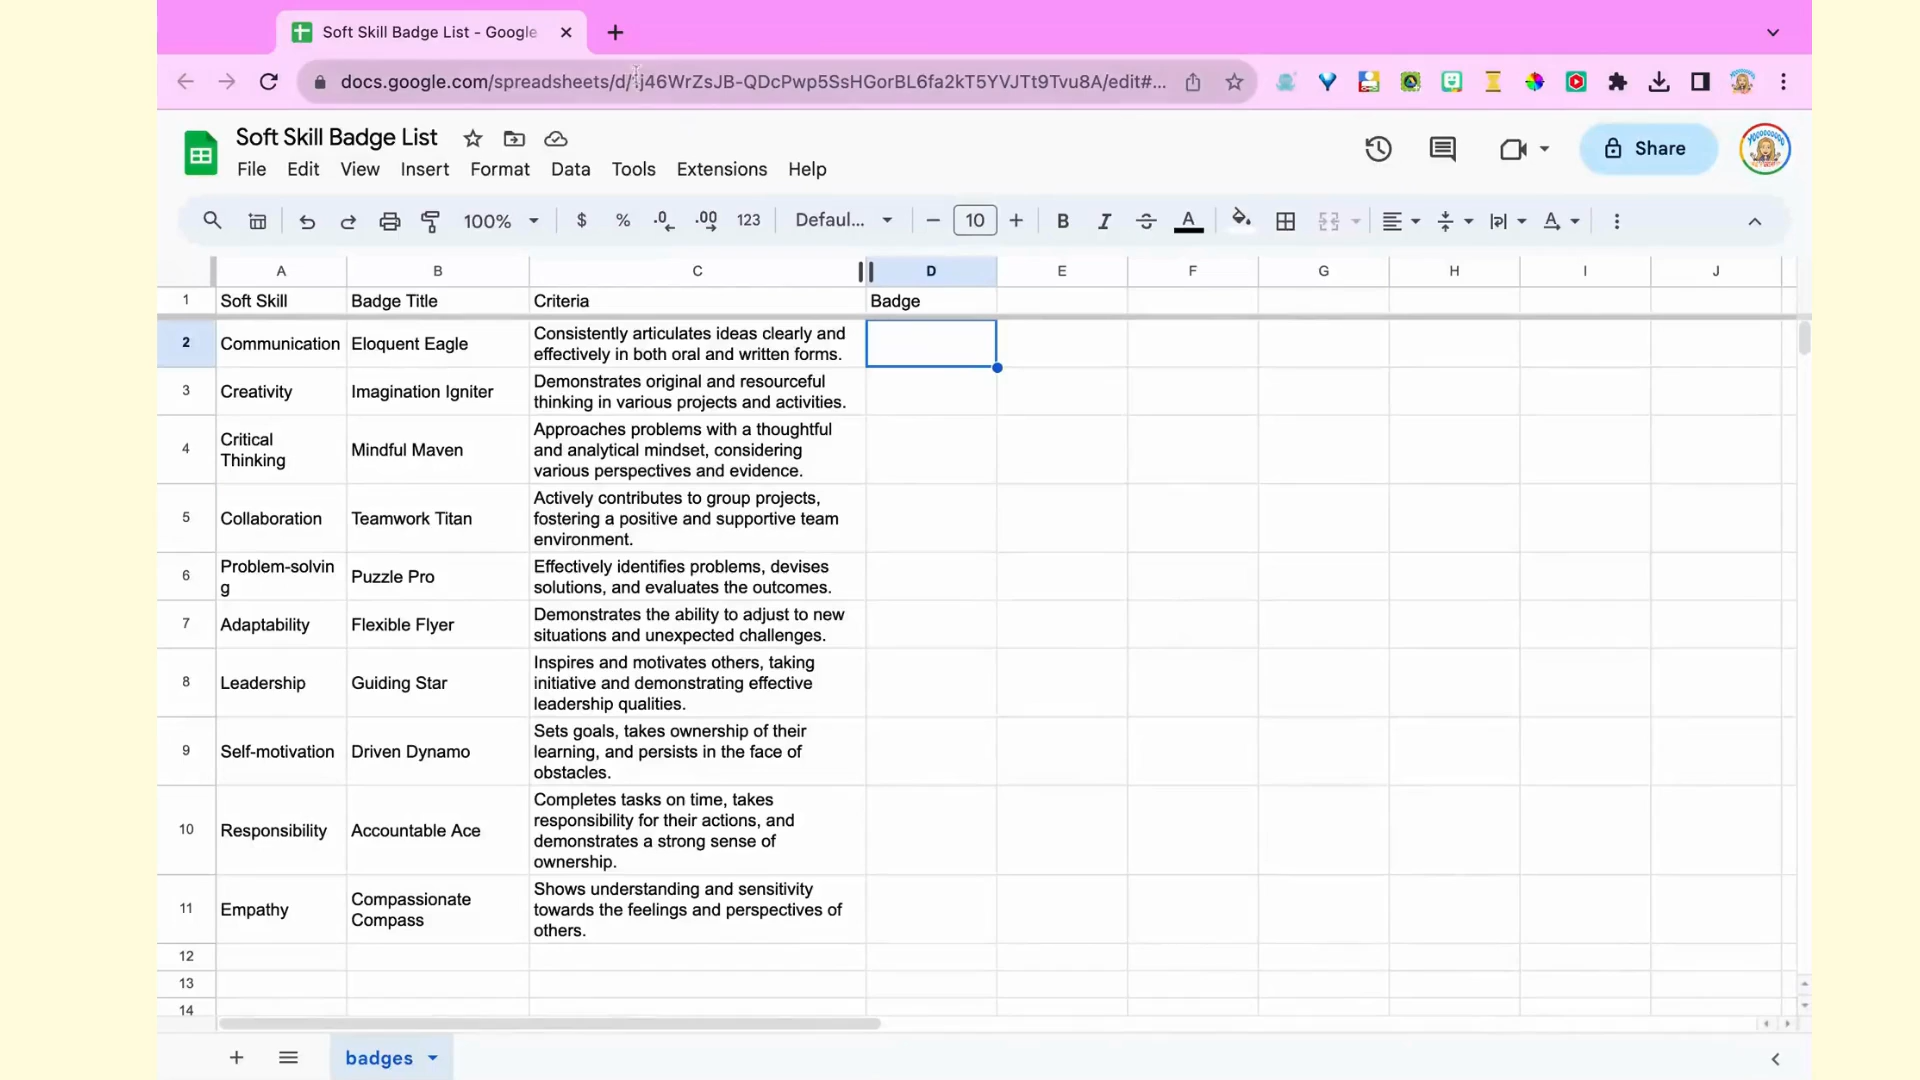 Soft Skill Badge List - Google
docs.google.com/spreadsheets/d/1j46WrZsJB-QDcPwp5SsHGorBL6fa2kT5YVJTt9Tvu8A/edit#...
Soft Skill Badge List
File Edit View Insert Format Data Tools Extensions Help
Share
100% $ % .0 .00 123 Defaul... 10 B I S A A
A B C D E F G H I J
1 Soft Skill Badge Title Criteria Badge
2 Communication Eloquent Eagle Consistently articulates ideas clearly and
effectively in both oral and written forms.
3 Creativity Imagination Igniter Demonstrates original and resourceful
thinking in various projects and activities.
4 Critical
Thinking Mindful Maven Approaches problems with a thoughtful
and analytical mindset, considering
various perspectives and evidence.
5 Collaboration Teamwork Titan Actively contributes to group projects,
fostering a positive and supportive team
environment.
6 Problem-solvin
g Puzzle Pro Effectively identifies problems, devises
solutions, and evaluates the outcomes.
7 Adaptability Flexible Flyer Demonstrates the ability to adjust to new
situations and unexpected challenges.
8 Leadership Guiding Star Inspires and motivates others, taking
initiative and demonstrating effective
leadership qualities.
9 Self-motivation Driven Dynamo Sets goals, takes ownership of their
learning, and persists in the face of
obstacles.
10 Responsibility Accountable Ace Completes tasks on time, takes
responsibility for their actions, and
demonstrates a strong sense of
ownership.
11 Empathy Compassionate
Compass Shows understanding and sensitivity
towards the feelings and perspectives of
others.
12
13
14
badges